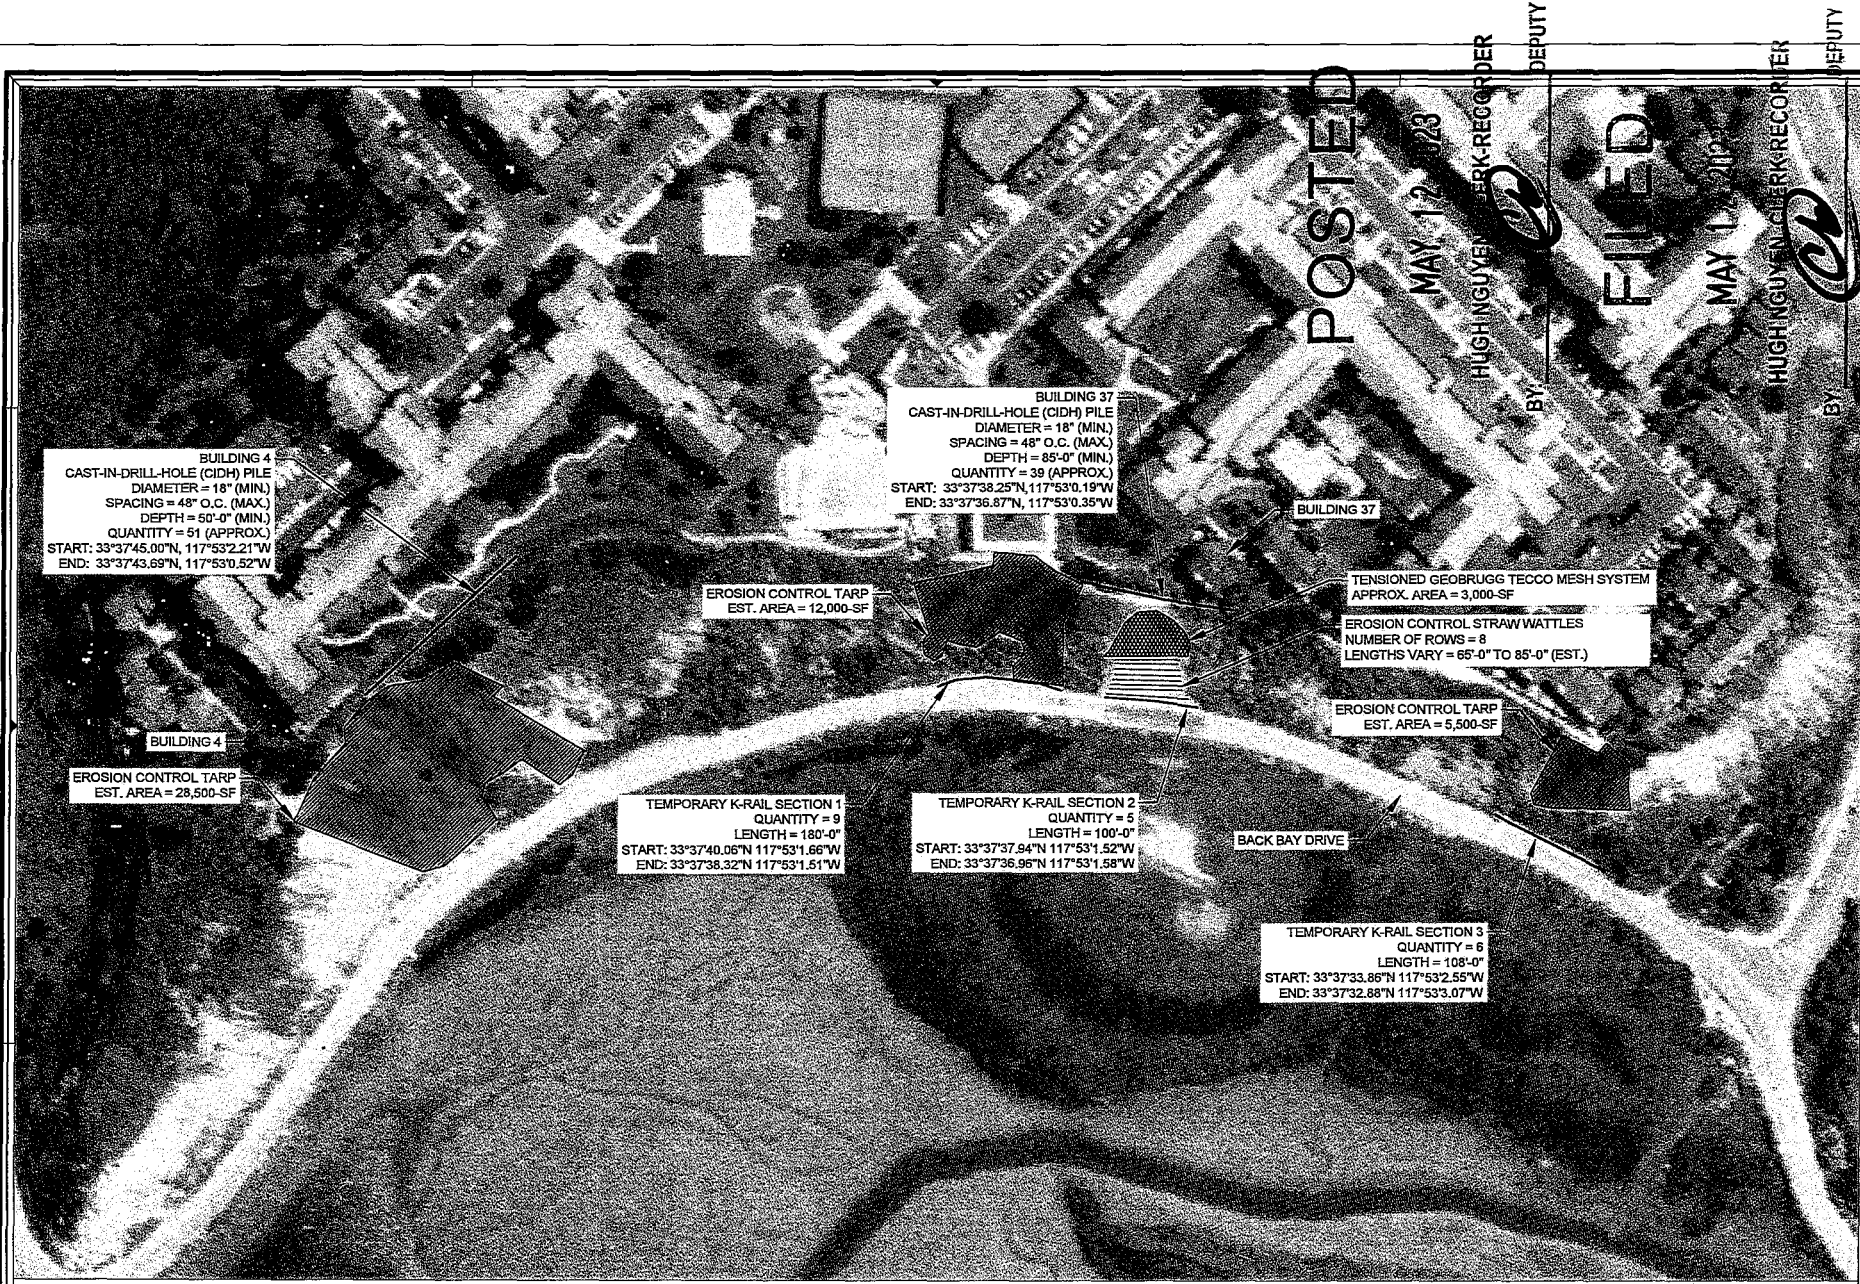 POSTED
MAY 12 2023
HUGH NGUYEN CLERK-RECORDER
BY: DEPUTY
FILED
MAY 12
HUGH NGUYEN CLERK-RECORDER
BY: DEPUTY
BUILDING 4
CAST-IN-DRILL-HOLE (CIDH) PILE
DIAMETER = 18" (MIN.)
SPACING = 48" O.C. (MAX.)
DEPTH = 50'-0" (MIN.)
QUANTITY = 51 (APPROX.)
START: 33°37'45.00"N, 117°53'2.21"W
END: 33°37'43.69"N, 117°53'0.52"W
BUILDING 37
CAST-IN-DRILL-HOLE (CIDH) PILE
DIAMETER = 18" (MIN.)
SPACING = 48" O.C. (MAX.)
DEPTH = 85'-0" (MIN.)
QUANTITY = 39 (APPROX.)
START: 33°37'38.25"N, 117°53'0.19"W
END: 33°37'36.87"N, 117°53'0.35"W
BUILDING 37
EROSION CONTROL TARP
EST. AREA = 12,000-SF
TENSIONED GEOBRUGG TECCO MESH SYSTEM
APPROX. AREA = 3,000-SF
EROSION CONTROL STRAW WATTLES
NUMBER OF ROWS = 8
LENGTHS VARY = 65'-0" TO 85'-0" (EST.)
EROSION CONTROL TARP
EST. AREA = 5,500-SF
BUILDING 4
EROSION CONTROL TARP
EST. AREA = 28,500-SF
TEMPORARY K-RAIL SECTION 1
QUANTITY = 9
LENGTH = 180'-0"
START: 33°37'40.06"N 117°53'1.66"W
END: 33°37'38.32"N 117°53'1.51"W
TEMPORARY K-RAIL SECTION 2
QUANTITY = 5
LENGTH = 100'-0"
START: 33°37'37.94"N 117°53'1.52"W
END: 33°37'36.96"N 117°53'1.58"W
BACK BAY DRIVE
TEMPORARY K-RAIL SECTION 3
QUANTITY = 6
LENGTH = 108'-0"
START: 33°37'33.86"N 117°53'2.55"W
END: 33°37'32.88"N 117°53'3.07"W